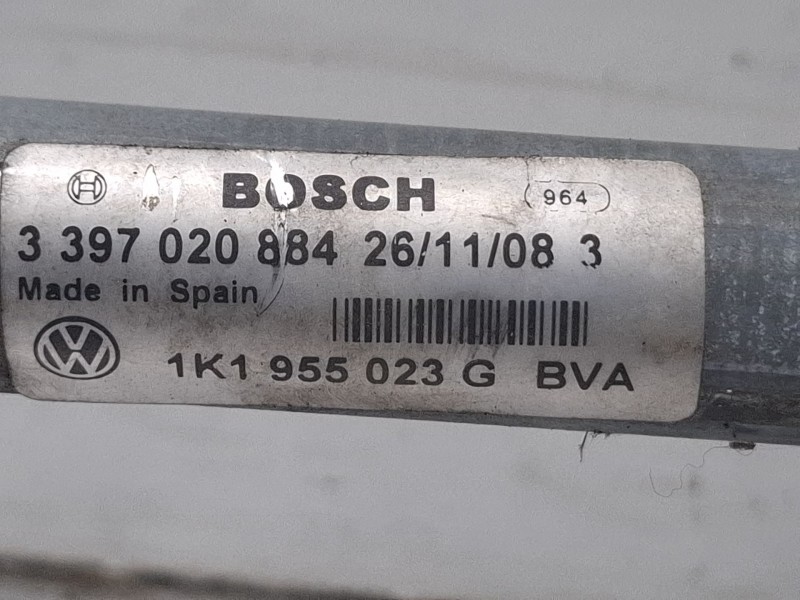 BOSCH 964
3 397 020 884 26/11/08 3
Made in Spain
1K1 955 023 G BVA